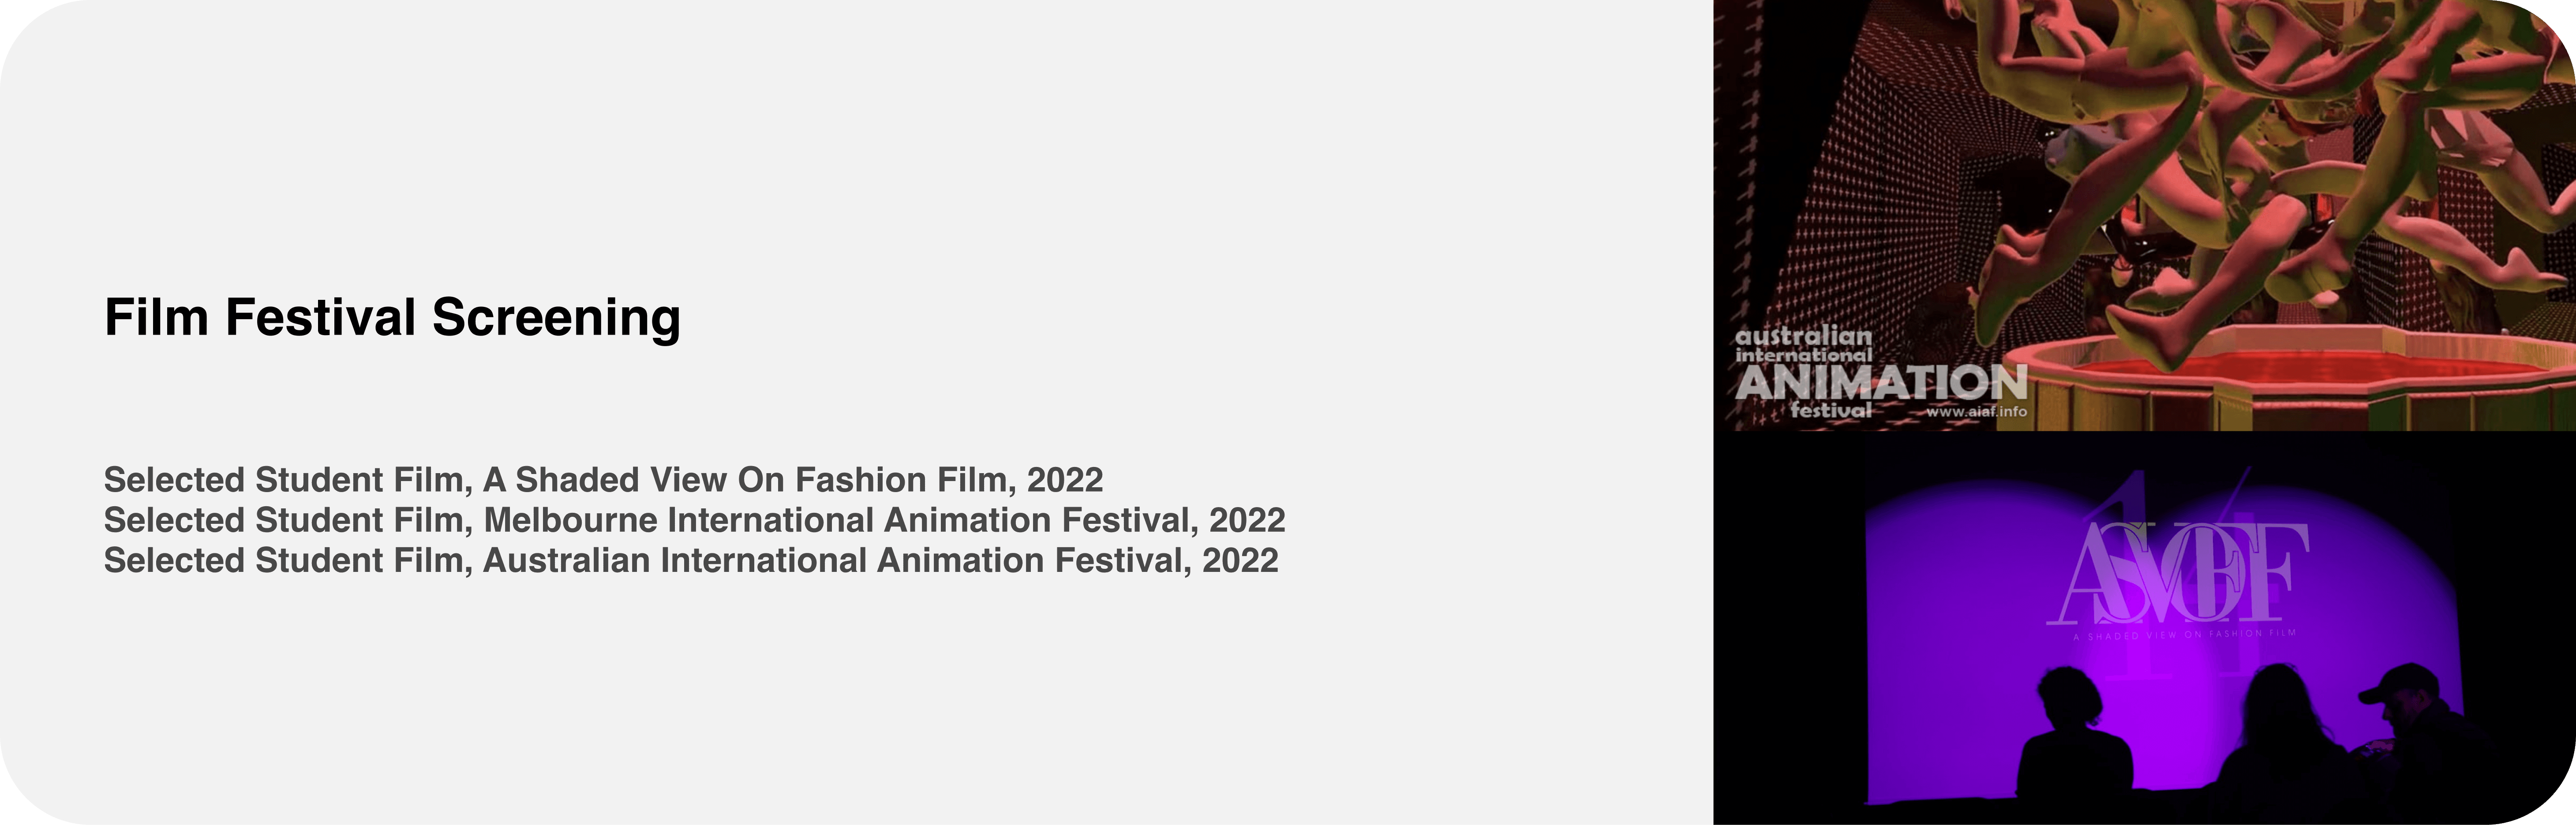 Film Festival Screening
Selected Student Film, A Shaded View On Fashion Film, 2022
Selected Student Film, Melbourne International Animation Festival, 2022
Selected Student Film, Australian International Animation Festival, 2022
australian
international
ANIMATION
festival www.aiaf.info
ASVOFF
A SHADED VIEW ON FASHION FILM